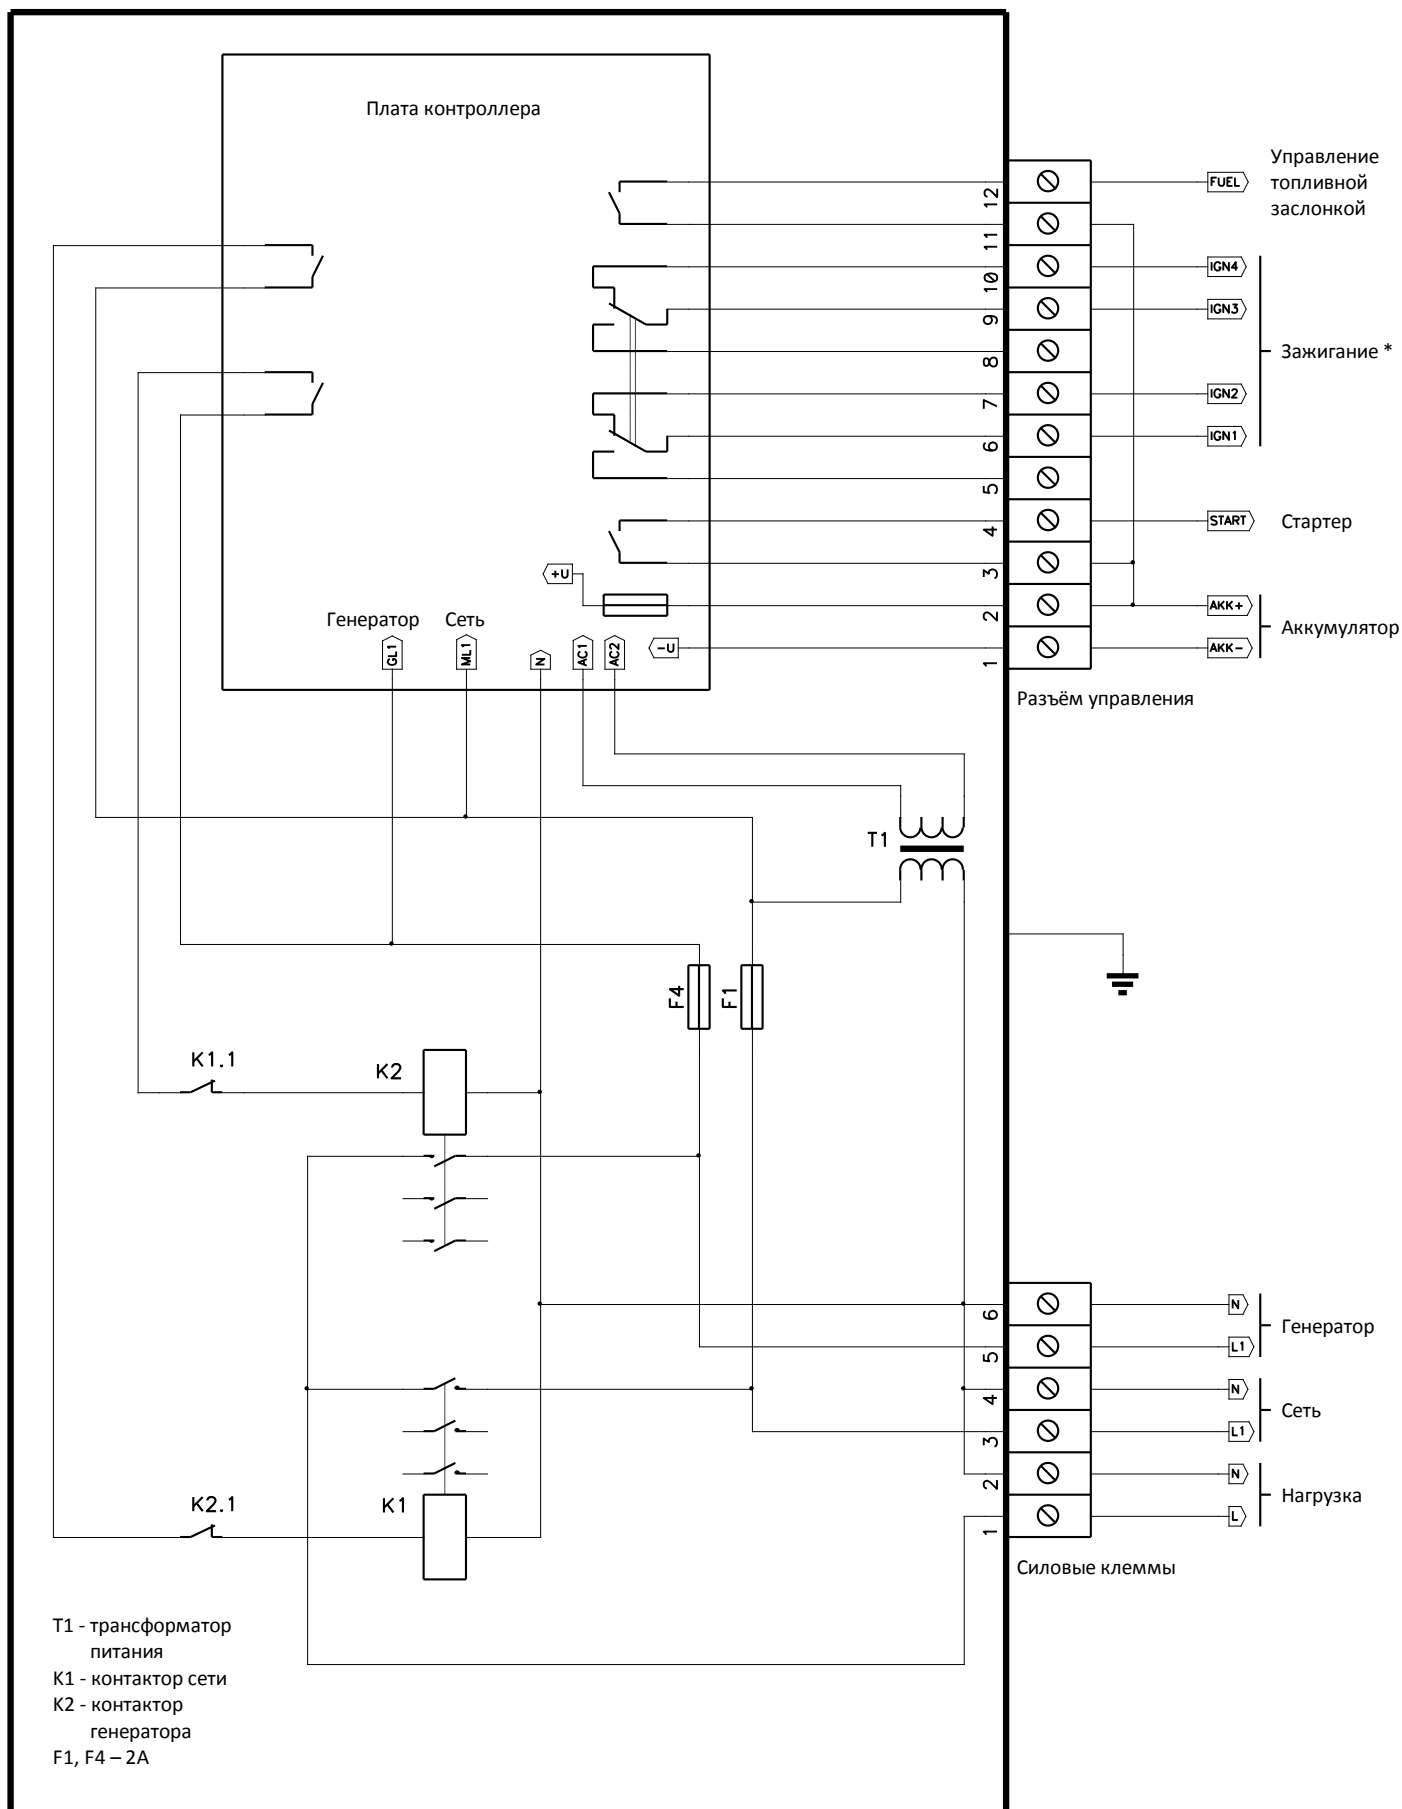 Плата контроллера
Управление
топливной
заслонкой
FUEL
12
11
IGN4
10
IGN3
9
Зажигание *
8
IGN2
7
IGN1
6
5
START
Стартер
4
3
+U
AKK+
2
Аккумулятор
-U
AKK-
1
Генератор
Сеть
GL1
ML1
N
AC1
AC2
Разъём управления
T1
F4
F1
K1.1
K2
N
6
Генератор
L1
5
N
4
Сеть
L1
3
N
2
Нагрузка
L
1
K2.1
K1
Силовые клеммы
T1 - трансформатор
питания
K1 - контактор сети
K2 - контактор
генератора
F1, F4 – 2A